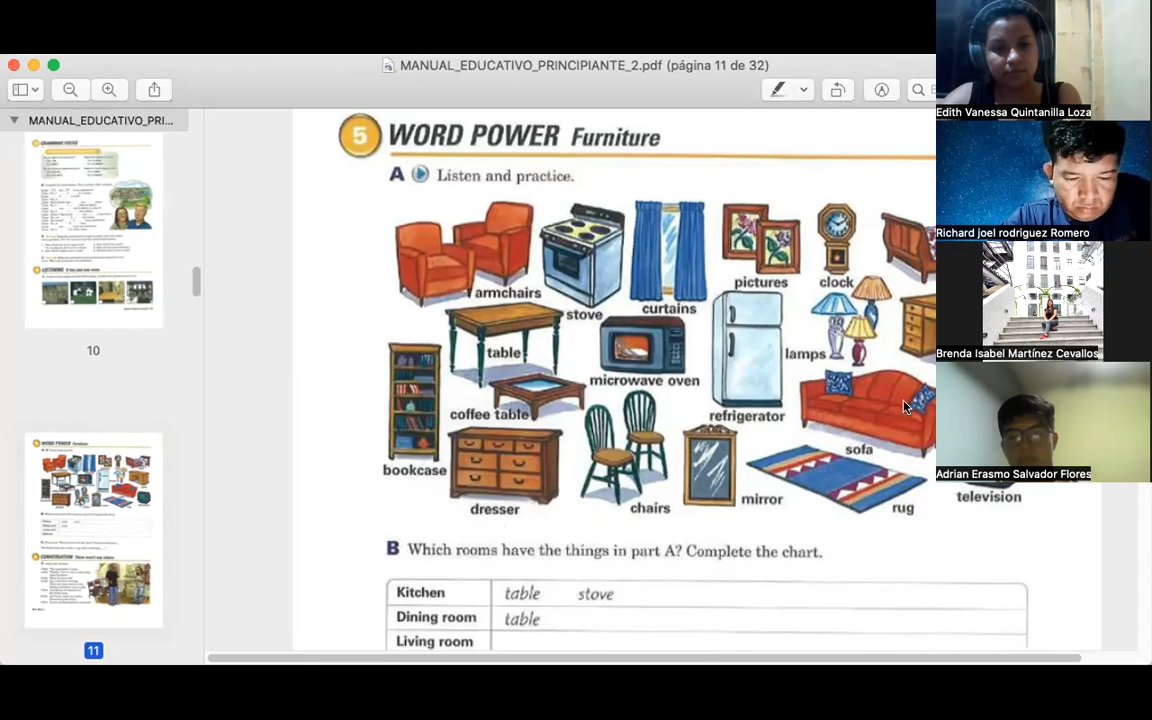 MANUAL_EDUCATIVO_PRINCIPIANTE_2.pdf (página 11 de 32)
MANUAL_EDUCATIVO_PRI...
10
11
5 WORD POWER Furniture
A Listen and practice.
armchairs
stove
curtains
pictures
clock
table
microwave oven
lamps
coffee table
refrigerator
sofa
bookcase
dresser
chairs
mirror
rug
television
B Which rooms have the things in part A? Complete the chart.
Kitchen table stove
Dining room table
Living room
Edith Vanessa Quintanilla Loza
Richard joel rodriguez Romero
Brenda Isabel Martínez Cevallos
Adrian Erasmo Salvador Flores